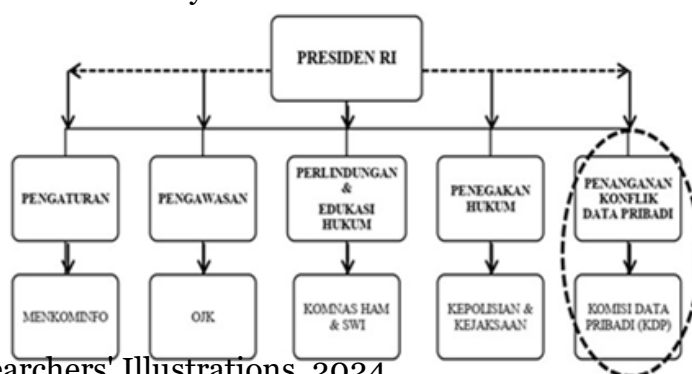 PRESIDEN RI
PENGATURAN
PENGAWASAN
PERLINDUNGAN
&
EDUKASI
HUKUM
PENEGAKAN
HUKUM
PENANGANAN
KONFLIK
DATA PRIBADI
MENKOMINFO
OJK
KOMNAS HAM
& SWI
KEPOLISIAN &
KEJAKSAAN
KOMISI DATA
PRIBADI (KDP)
earchers' Illustrations, 2024